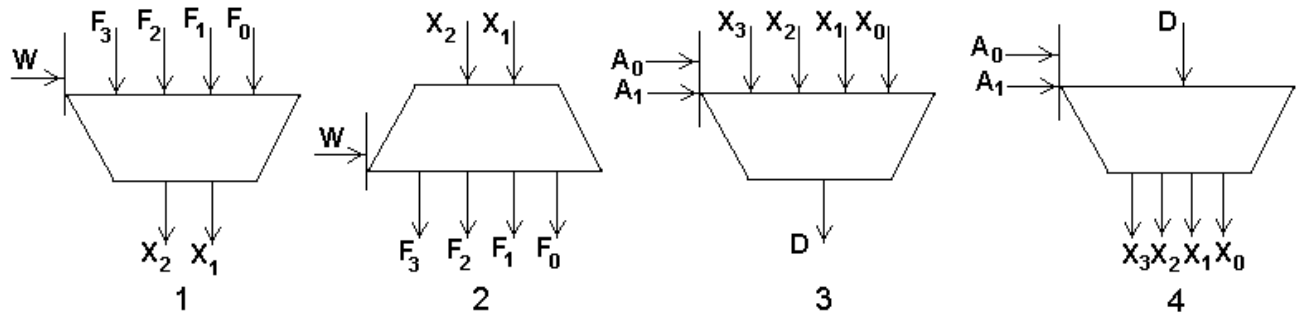 F₃ F₂ F₁ F₀
W
X₂ X₁
1
X₂ X₁
W
F₃ F₂ F₁ F₀
2
X₃ X₂ X₁ X₀
A₀
A₁
D
3
D
A₀
A₁
X₃ X₂ X₁ X₀
4